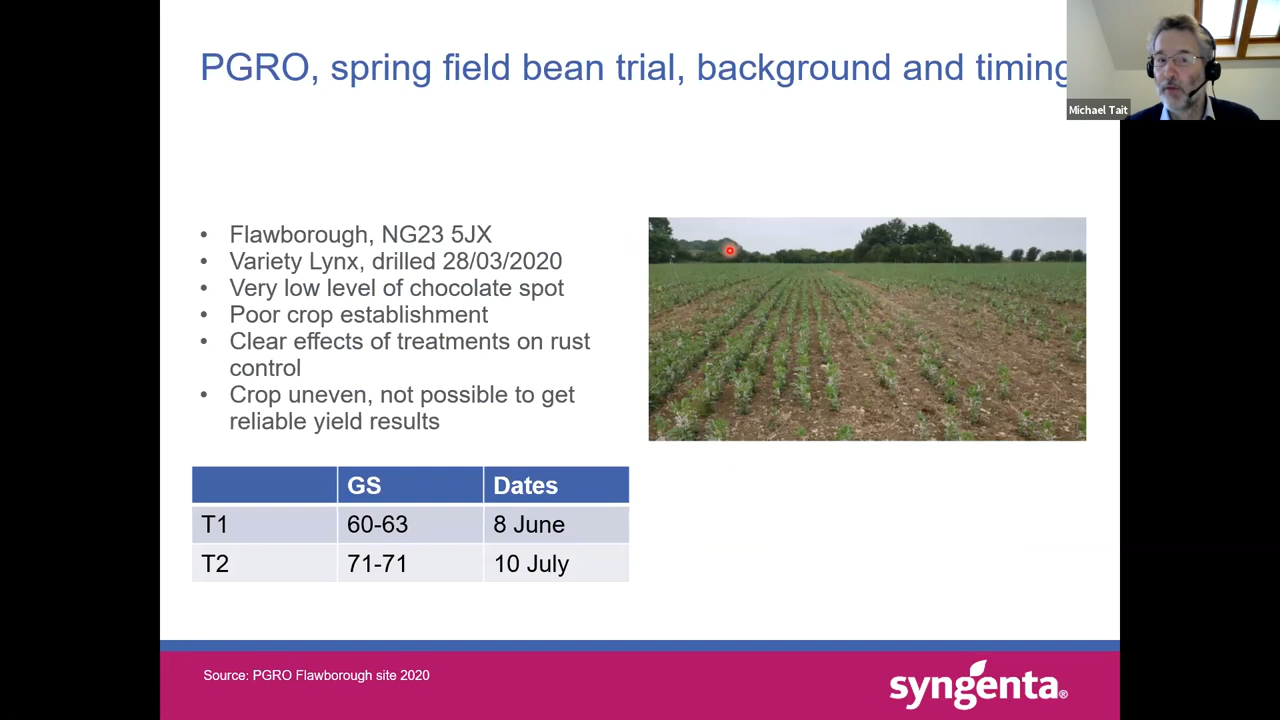 PGRO, spring field bean trial, background and timing
Michael Tait
• Flawborough, NG23 5JX
• Variety Lynx, drilled 28/03/2020
• Very low level of chocolate spot
• Poor crop establishment
• Clear effects of treatments on rust
control
• Crop uneven, not possible to get
reliable yield results
GS Dates
T1 60-63 8 June
T2 71-71 10 July
Source: PGRO Flawborough site 2020
syngenta®